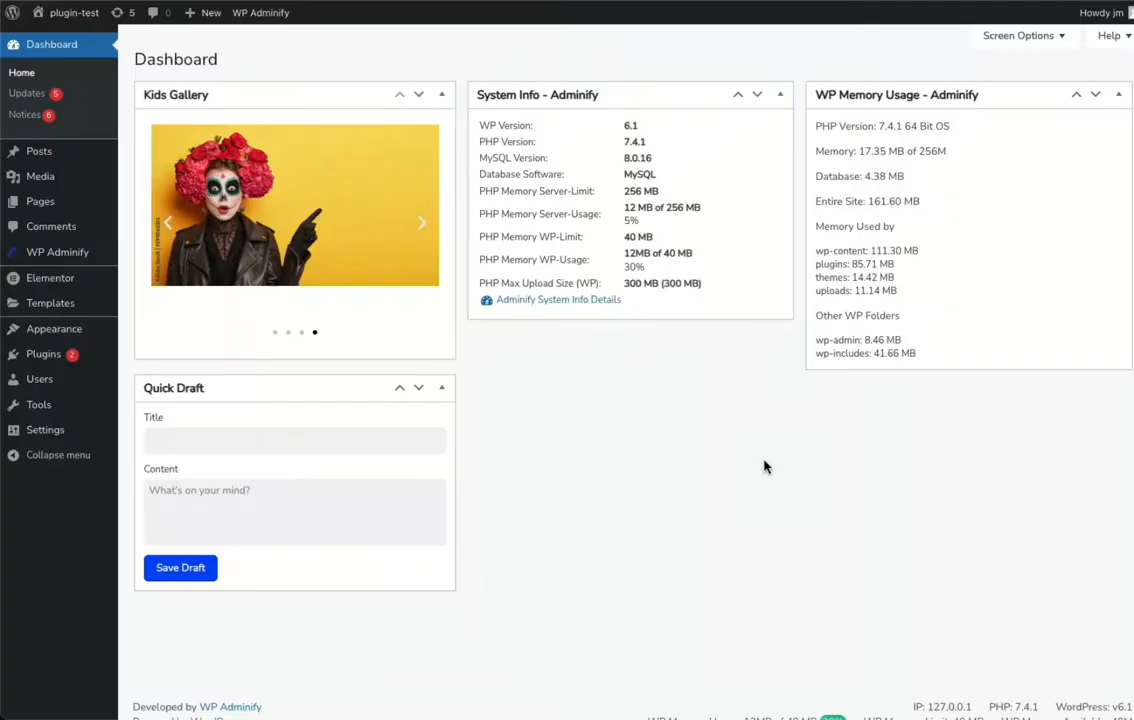 plugin-test
5
0
New
WP Adminify
Howdy jm
Dashboard
Home
Updates 5
Notices 6
Posts
Media
Pages
Comments
WP Adminify
Elementor
Templates
Appearance
Plugins 2
Users
Tools
Settings
Collapse menu
Screen Options
Help
Dashboard
Kids Gallery
Quick Draft
Title
Content
What's on your mind?
Save Draft
System Info - Adminify
WP Version: 6.1
PHP Version: 7.4.1
MySQL Version: 8.0.16
Database Software: MySQL
PHP Memory Server-Limit: 256 MB
PHP Memory Server-Usage: 12 MB of 256 MB
5%
PHP Memory WP-Limit: 40 MB
PHP Memory WP-Usage: 12MB of 40 MB
30%
PHP Max Upload Size (WP): 300 MB (300 MB)
Adminify System Info Details
WP Memory Usage - Adminify
PHP Version: 7.4.1 64 Bit OS
Memory: 17.35 MB of 256M
Database: 4.38 MB
Entire Site: 161.60 MB
Memory Used by
wp-content: 111.30 MB
plugins: 85.71 MB
themes: 14.42 MB
uploads: 11.14 MB
Other WP Folders
wp-admin: 8.46 MB
wp-includes: 41.66 MB
Developed by WP Adminify
IP: 127.0.0.1
PHP: 7.4.1
WordPress: v6.1